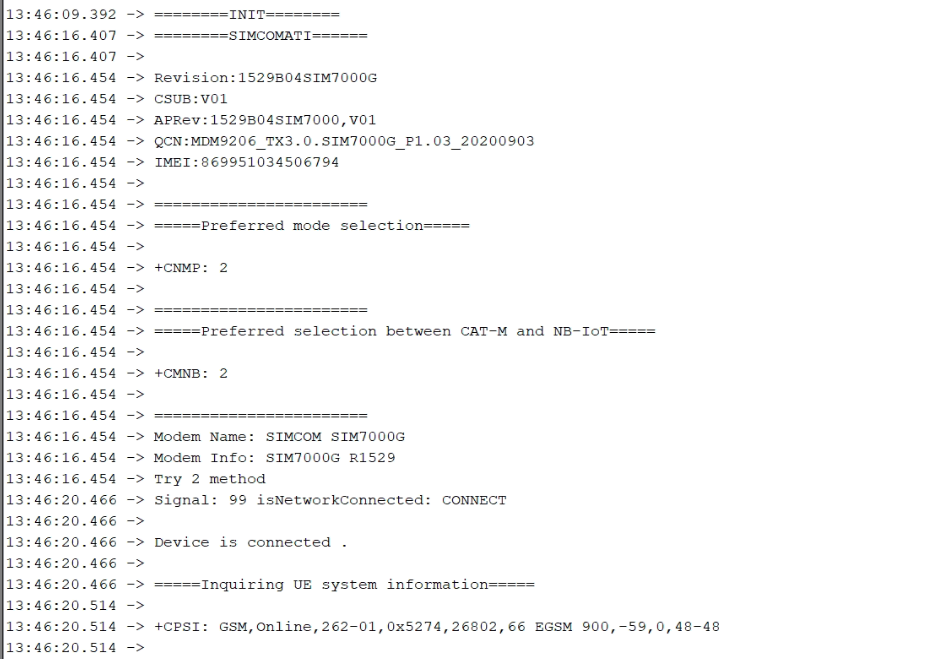 13:46:09.392 -> ========INIT========
13:46:16.407 -> ========SIMCOMATI======
13:46:16.407 ->
13:46:16.454 -> Revision:1529B04SIM7000G
13:46:16.454 -> CSUB:V01
13:46:16.454 -> APRev:1529B04SIM7000,V01
13:46:16.454 -> QCN:MDM9206_TX3.0.SIM7000G_P1.03_20200903
13:46:16.454 -> IMEI:869951034506794
13:46:16.454 ->
13:46:16.454 -> =======================
13:46:16.454 -> =====Preferred mode selection=====
13:46:16.454 ->
13:46:16.454 -> +CNMP: 2
13:46:16.454 ->
13:46:16.454 -> =======================
13:46:16.454 -> =====Preferred selection between CAT-M and NB-IoT=====
13:46:16.454 ->
13:46:16.454 -> +CMNB: 2
13:46:16.454 ->
13:46:16.454 -> =======================
13:46:16.454 -> Modem Name: SIMCOM SIM7000G
13:46:16.454 -> Modem Info: SIM7000G R1529
13:46:16.454 -> Try 2 method
13:46:20.466 -> Signal: 99 isNetworkConnected: CONNECT
13:46:20.466 ->
13:46:20.466 -> Device is connected .
13:46:20.466 ->
13:46:20.466 -> =====Inquiring UE system information=====
13:46:20.514 ->
13:46:20.514 -> +CPSI: GSM,Online,262-01,0x5274,26802,66 EGSM 900,-59,0,48-48
13:46:20.514 ->